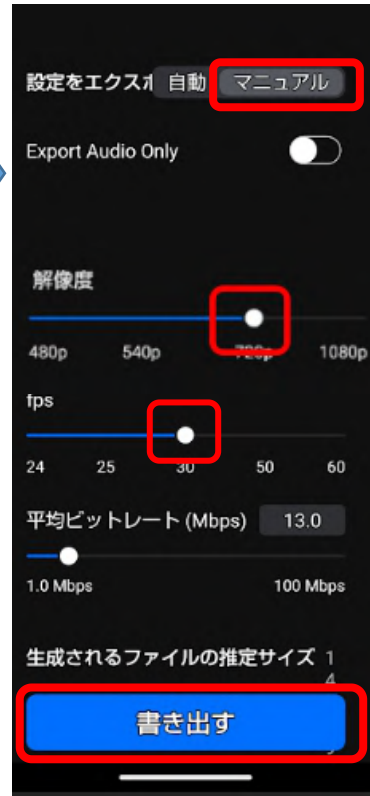 設定をエクスポ 自動 マニュアル
Export Audio Only
解像度
480p 540p 720p 1080p
fps
24 25 30 50 60
平均ビットレート (Mbps) 13.0
1.0 Mbps 100 Mbps
生成されるファイルの推定サイズ 1
4
書き出す